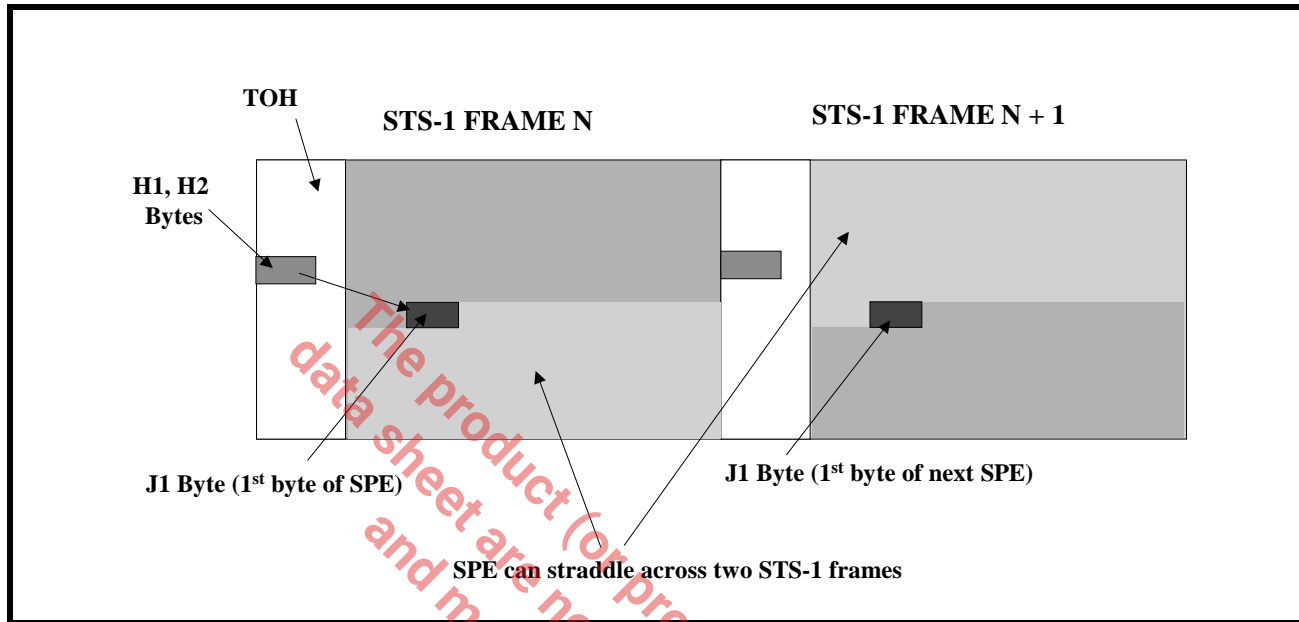 TOH
STS-1 FRAME N
STS-1 FRAME N + 1
H1, H2
Bytes
J1 Byte (1st byte of SPE)
J1 Byte (1st byte of next SPE)
SPE can straddle across two STS-1 frames
The product (or pro
data sheet are no
and m